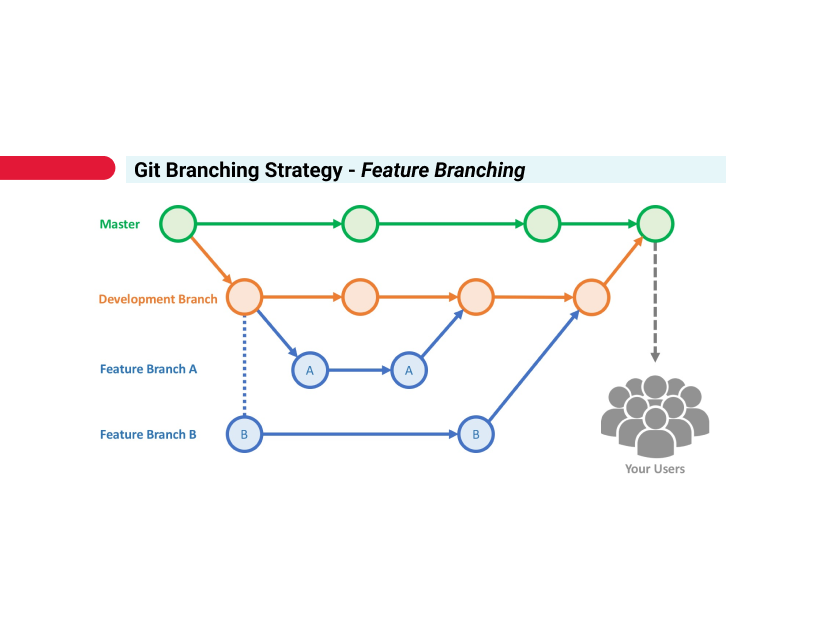 Git Branching Strategy - Feature Branching
Master
Development Branch
Feature Branch A
A
A
Feature Branch B
B
B
Your Users